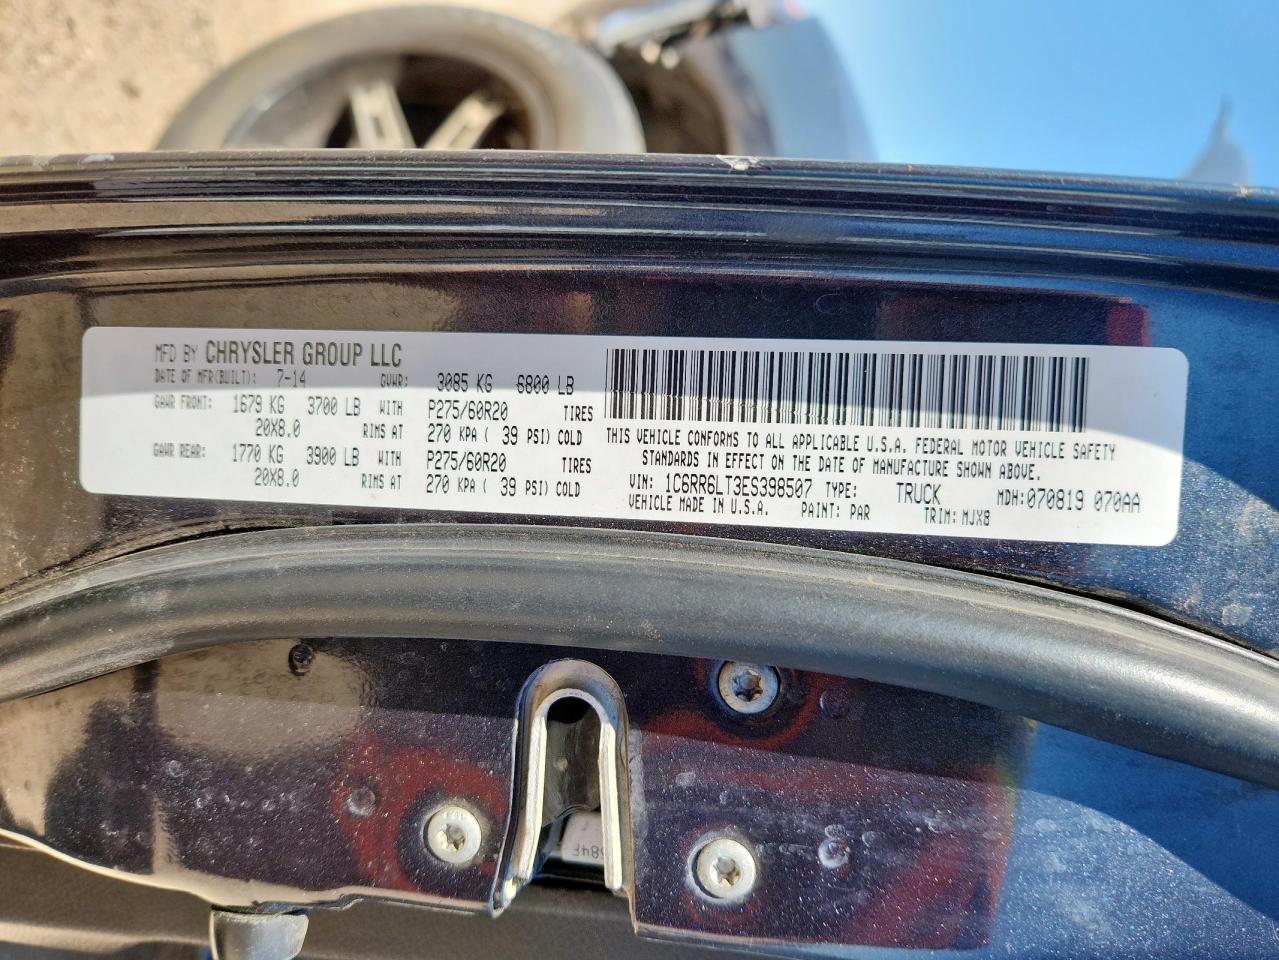 MFD BY CHRYSLER GROUP LLC
DATE OF MFR(BUILT): 7-14 GVWR: 3085 KG 6800 LB
GAWR FRONT: 1679 KG 3700 LB WITH P275/60R20 TIRES
20X8.0 RIMS AT 270 KPA ( 39 PSI) COLD
GAWR REAR: 1770 KG 3900 LB WITH P275/60R20 TIRES
20X8.0 RIMS AT 270 KPA ( 39 PSI) COLD
THIS VEHICLE CONFORMS TO ALL APPLICABLE U.S.A. FEDERAL MOTOR VEHICLE SAFETY
STANDARDS IN EFFECT ON THE DATE OF MANUFACTURE SHOWN ABOVE.
VIN: 1C6RR6LT3ES398507 TYPE: TRUCK MDH:070819 070AA
VEHICLE MADE IN U.S.A. PAINT: PAR TRIM: MJX8